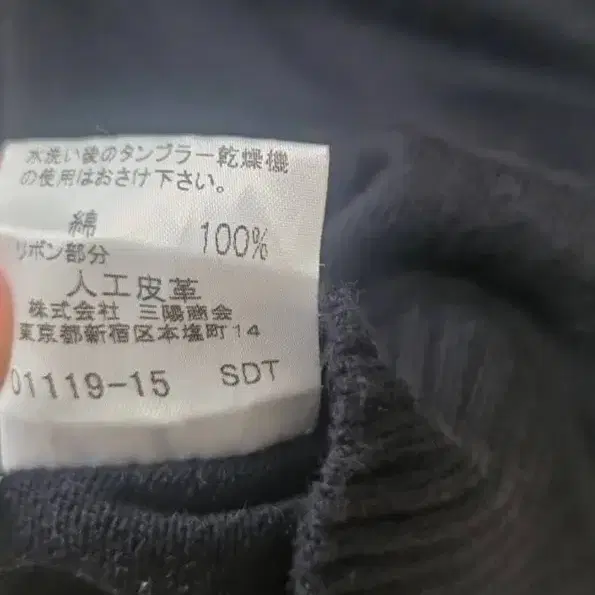 水洗い後のタンブラー乾燥機
の使用はおさけ下さい。
綿 100%
リボン部分
人工皮革
株式会社 三陽商会
東京都新宿区本塩町14
01119-15 SDT